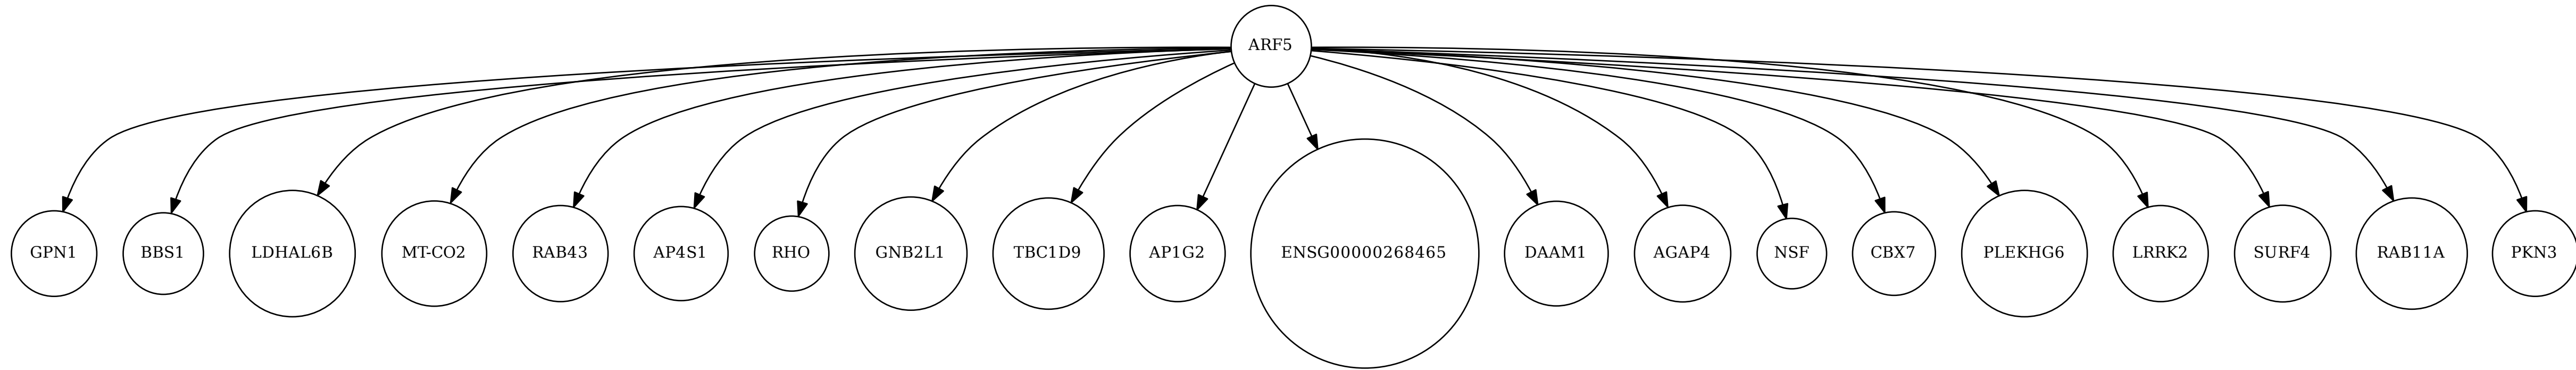 ARF5
GPN1
BBS1
LDHAL6B
MT-CO2
RAB43
AP4S1
RHO
GNB2L1
TBC1D9
AP1G2
ENSG00000268465
DAAM1
AGAP4
NSF
CBX7
PLEKHG6
LRRK2
SURF4
RAB11A
PKN3